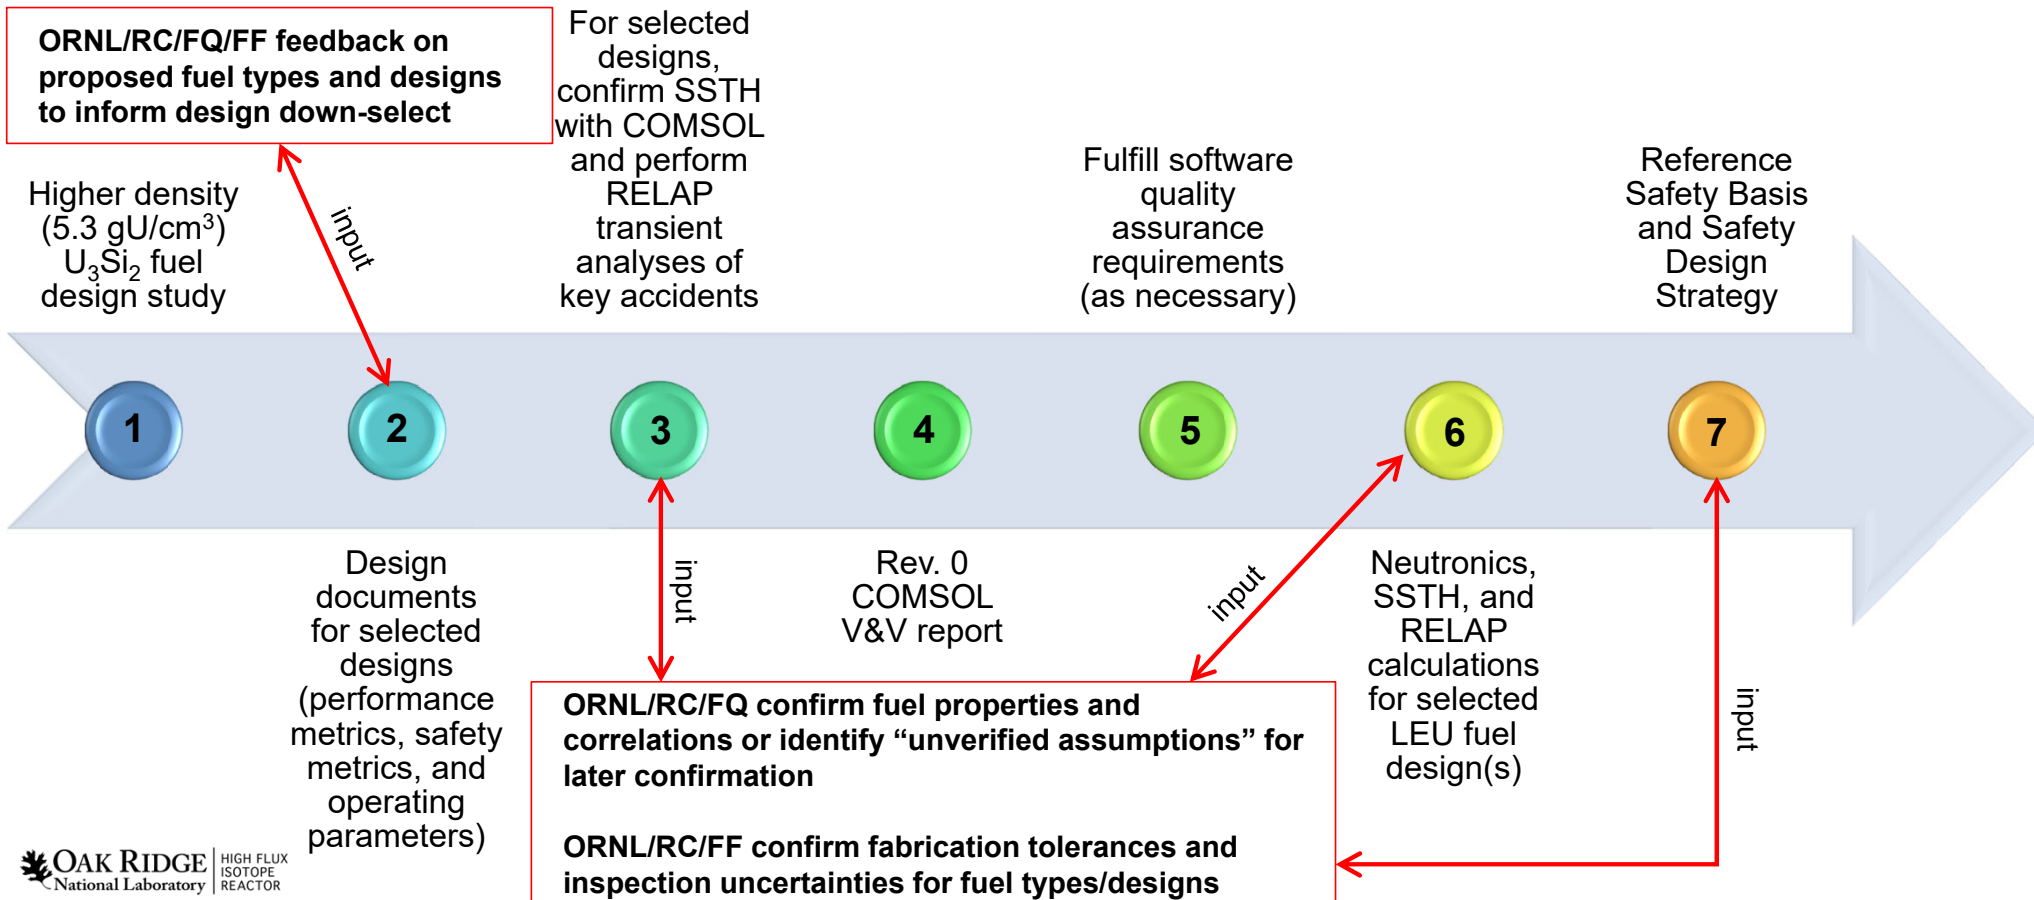 ORNL/RC/FQ/FF feedback on
proposed fuel types and designs
to inform design down-select
input
Higher density
(5.3 gU/cm³)
U₃Si₂ fuel
design study
For selected
designs,
confirm SSTH
with COMSOL
and perform
RELAP
transient
analyses of
key accidents
Fulfill software
quality
assurance
requirements
(as necessary)
Reference
Safety Basis
and Safety
Design
Strategy
1
2
3
4
5
6
7
Design
documents
for selected
designs
(performance
metrics, safety
metrics, and
operating
parameters)
input
Rev. 0
COMSOL
V&V report
input
Neutronics,
SSTH, and
RELAP
calculations
for selected
LEU fuel
design(s)
input
ORNL/RC/FQ confirm fuel properties and
correlations or identify “unverified assumptions” for
later confirmation
ORNL/RC/FF confirm fabrication tolerances and
inspection uncertainties for fuel types/designs
OAK RIDGE
National Laboratory
HIGH FLUX
ISOTOPE
REACTOR